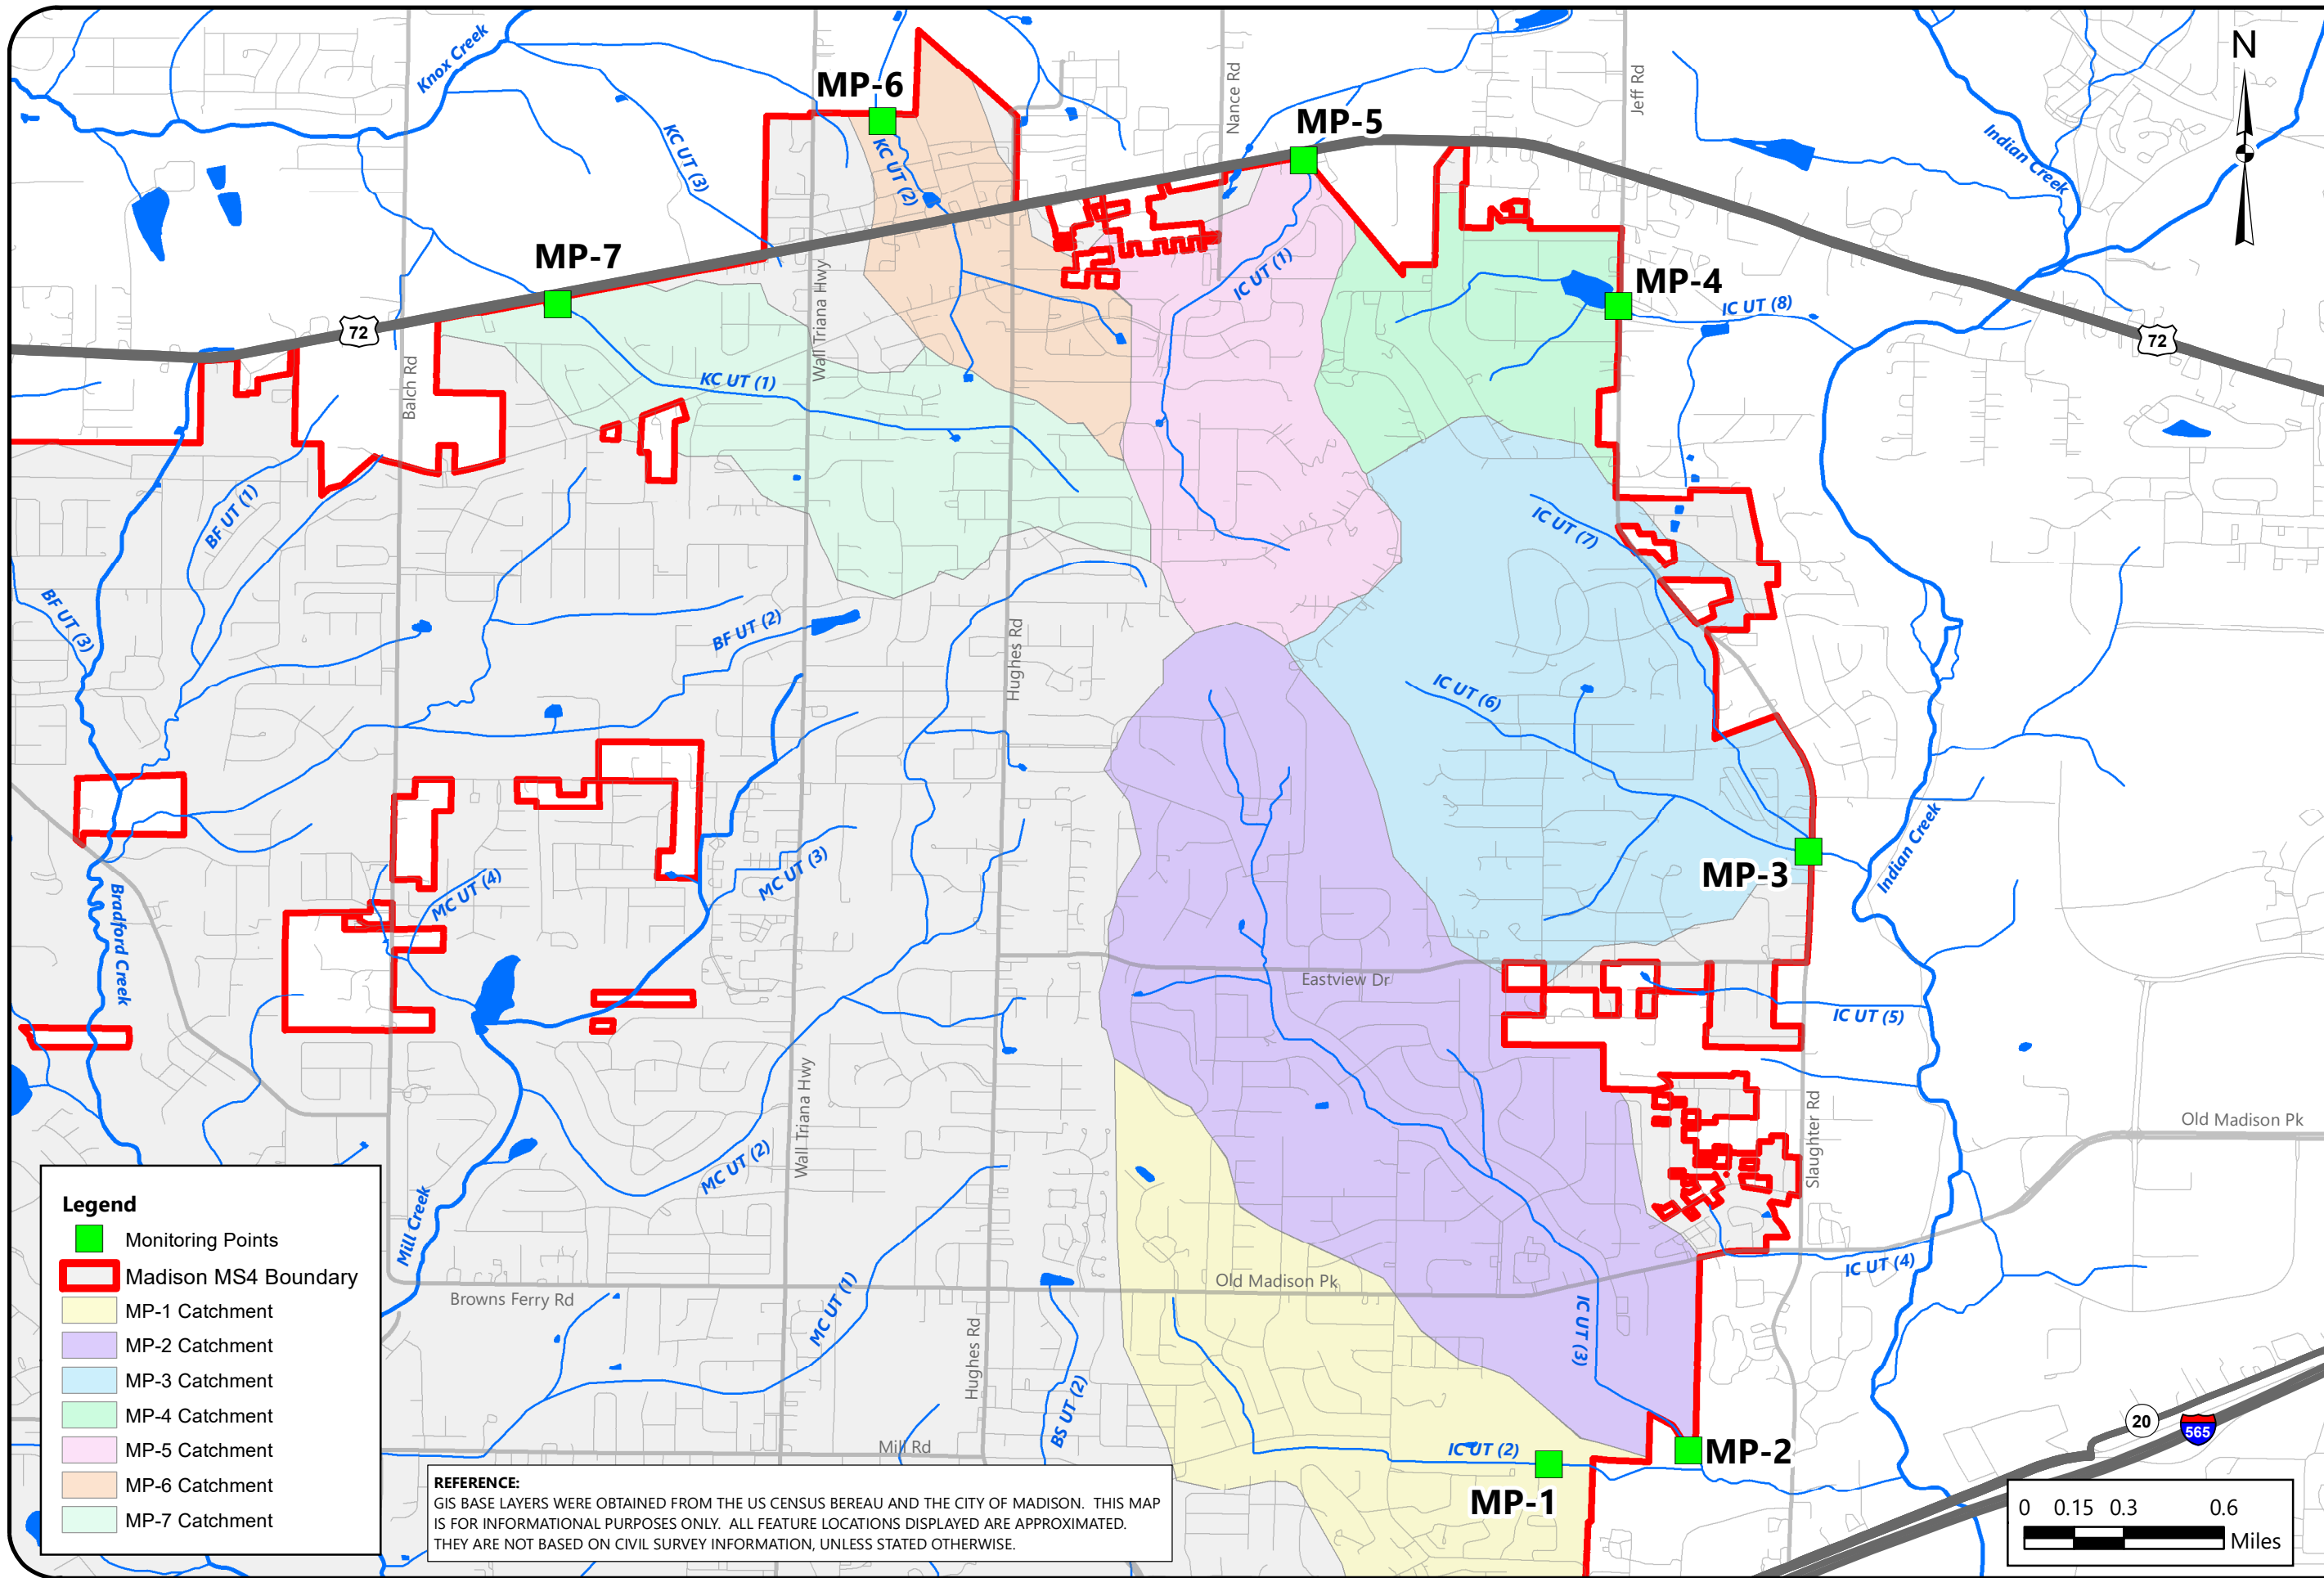 Knox Creek
MP-6
KC UT (3)
KC UT (2)
Nance Rd
MP-5
Jeff Rd
Indian Creek
N
MP-7
Wall Triana Hwy
IC UT (1)
MP-4
IC UT (8)
72
72
Balch Rd
KC UT (1)
BF UT (1)
IC UT (7)
BF UT (3)
BF UT (2)
Hughes Rd
IC UT (6)
MC UT (3)
MC UT (4)
MP-3
Indian Creek
Bradford Creek
Eastview Dr
IC UT (5)
Wall Triana Hwy
MC UT (2)
Slaughter Rd
Old Madison Pk
Mill Creek
IC UT (4)
Old Madison Pk
Browns Ferry Rd
MC UT (1)
IC UT (3)
Hughes Rd
BS UT (2)
Mill Rd
IC UT (2)
MP-2
MP-1
20
565
Legend
Monitoring Points
Madison MS4 Boundary
MP-1 Catchment
MP-2 Catchment
MP-3 Catchment
MP-4 Catchment
MP-5 Catchment
MP-6 Catchment
MP-7 Catchment
REFERENCE:
GIS BASE LAYERS WERE OBTAINED FROM THE US CENSUS BEREAU AND THE CITY OF MADISON. THIS MAP
IS FOR INFORMATIONAL PURPOSES ONLY. ALL FEATURE LOCATIONS DISPLAYED ARE APPROXIMATED.
THEY ARE NOT BASED ON CIVIL SURVEY INFORMATION, UNLESS STATED OTHERWISE.
0 0.15 0.3 0.6
Miles